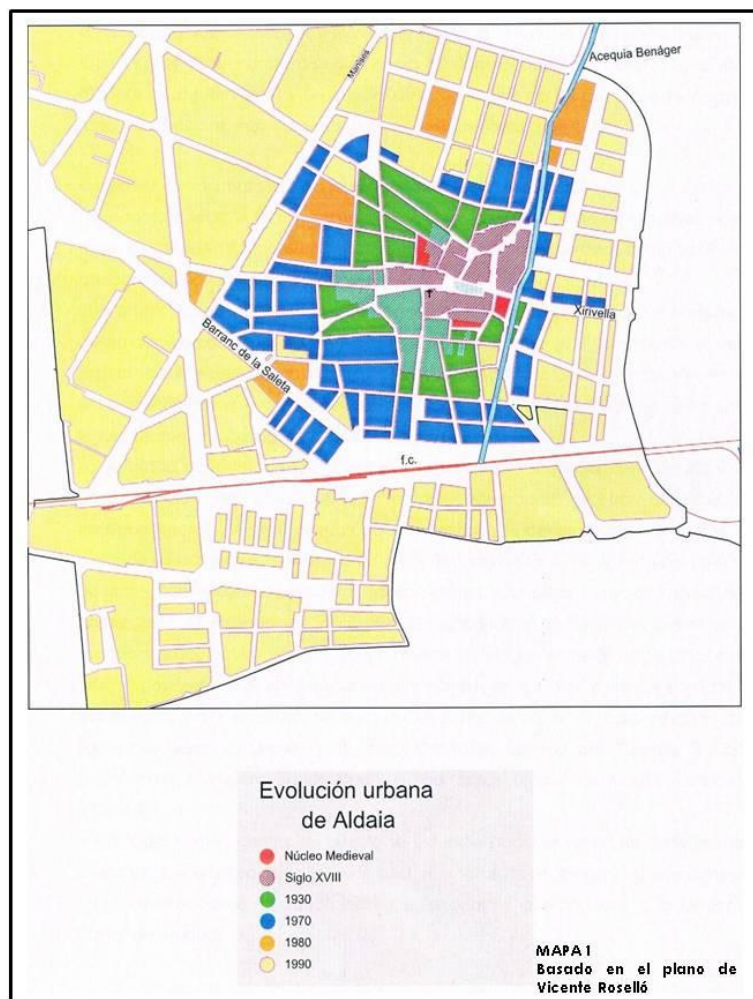 Acequia Benáger
Manises
Xirivella
Barranc de la Saleta
f.c.
Evolución urbana
de Aldaia
Núcleo Medieval
Siglo XVIII
1930
1970
1980
1990
MAPA 1
Basado en el plano de
Vicente Roselló